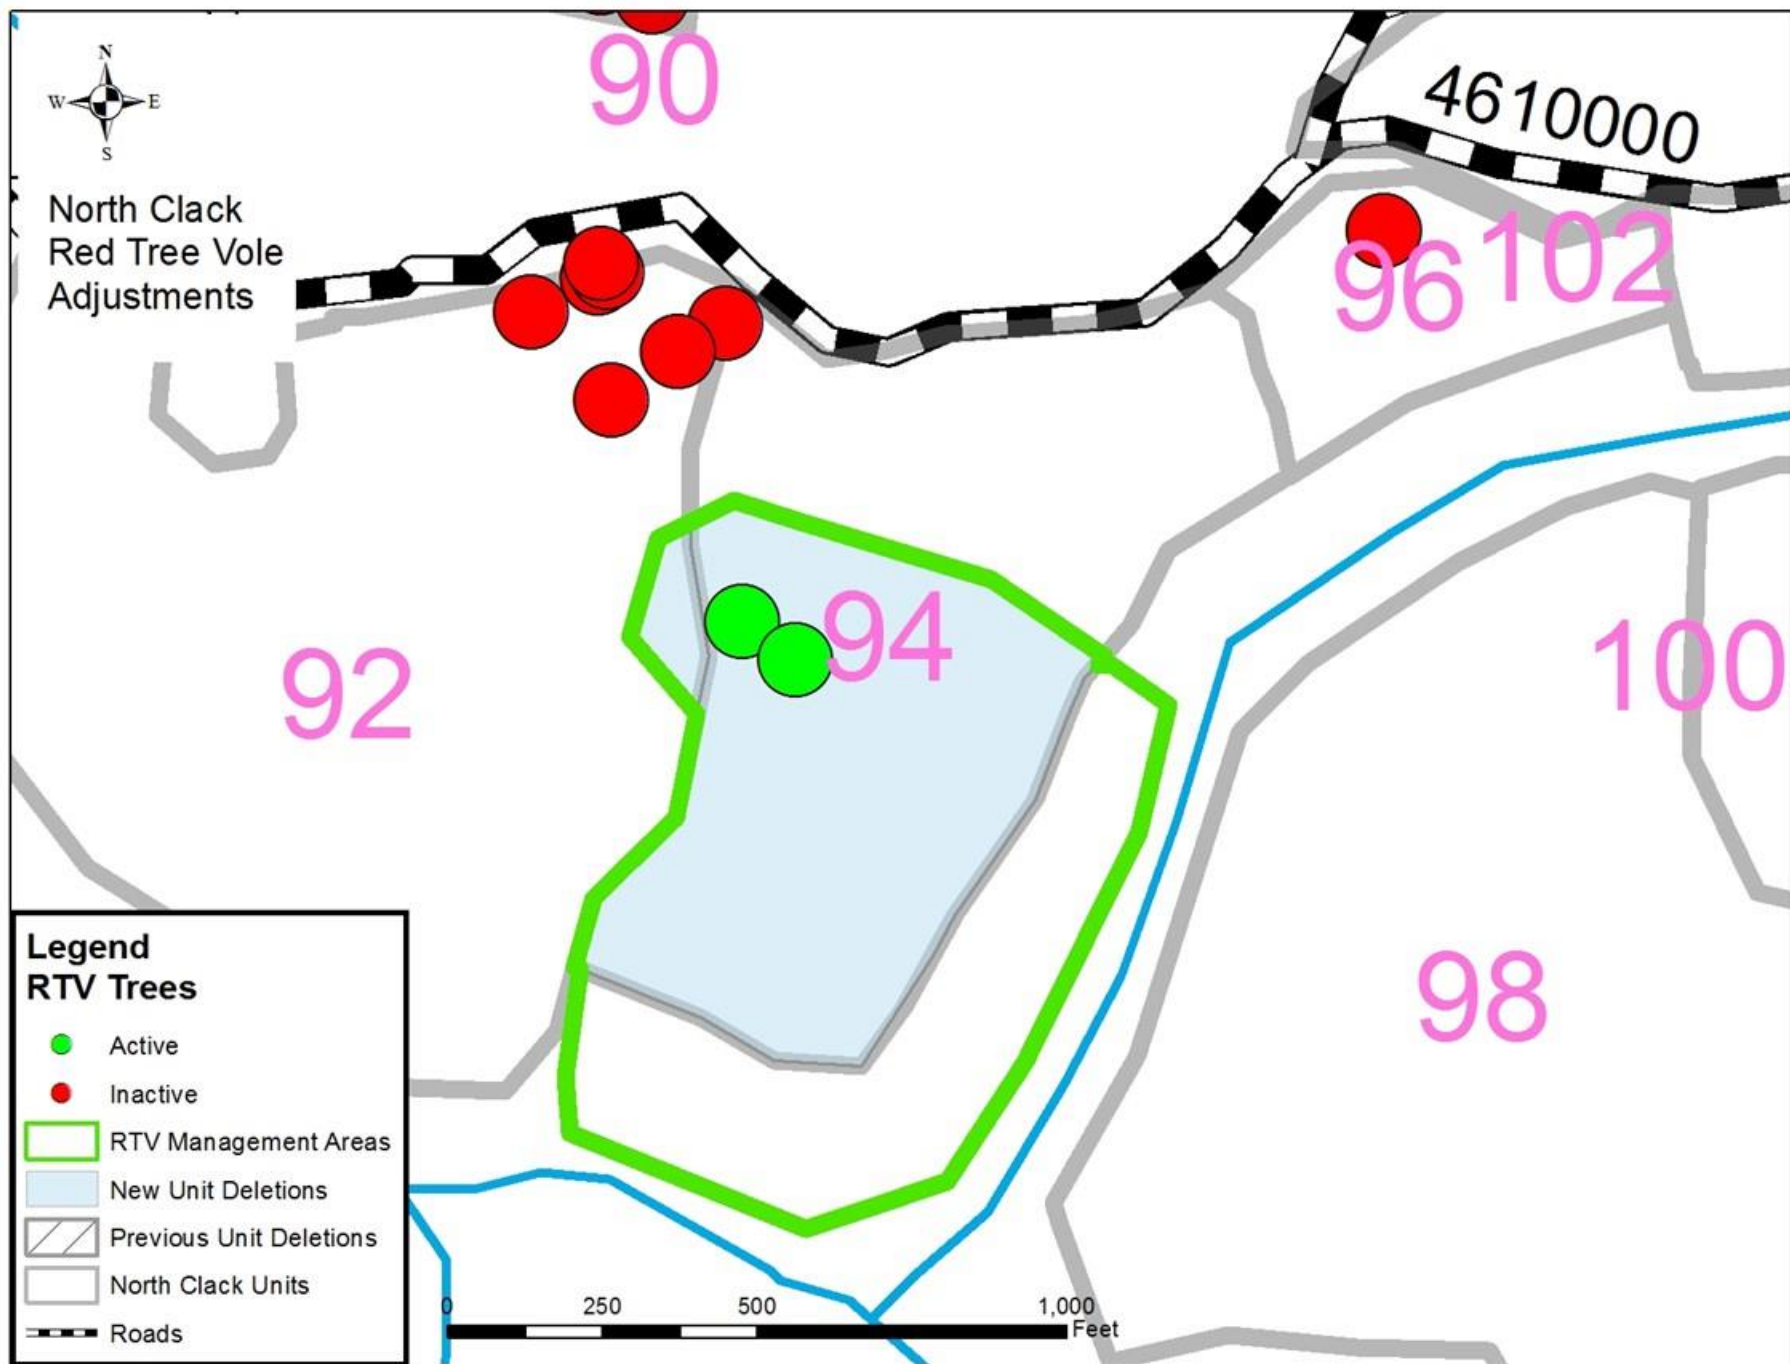 90
N
W E
S
4610000
North Clack
Red Tree Vole
Adjustments
96
102
94
92
100
98
Legend
RTV Trees
Active
Inactive
RTV Management Areas
New Unit Deletions
Previous Unit Deletions
North Clack Units
Roads
0 250 500 1,000
Feet